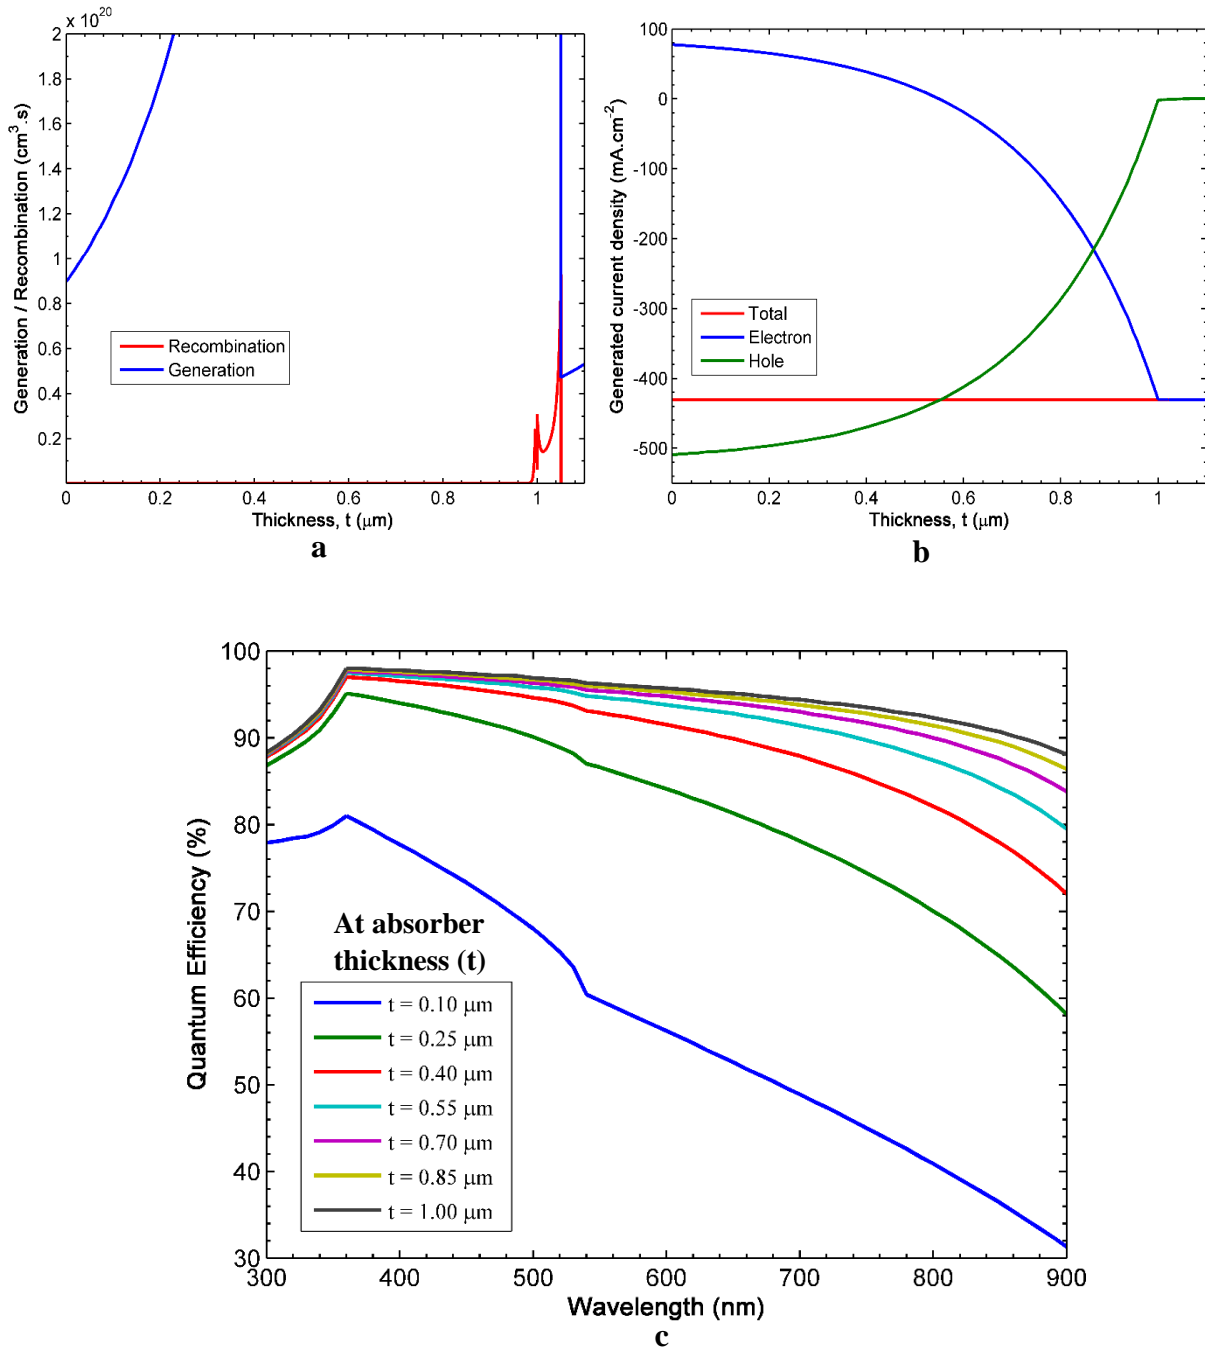 × 10²⁰
2
1.8
1.6
1.4
1.2
1
0.8
0.6
0.4
0.2
Generation / Recombination (cm³.s)
Recombination
Generation
0 0.2 0.4 0.6 0.8 1
Thickness, t (μm)
a
100
0
-100
-200
-300
-400
-500
Generated current density (mA.cm⁻²)
Total
Electron
Hole
0 0.2 0.4 0.6 0.8 1
Thickness, t (μm)
b
100
90
80
70
60
50
40
30
Quantum Efficiency (%)
At absorber
thickness (t)
t = 0.10 μm
t = 0.25 μm
t = 0.40 μm
t = 0.55 μm
t = 0.70 μm
t = 0.85 μm
t = 1.00 μm
300 400 500 600 700 800 900
Wavelength (nm)
c